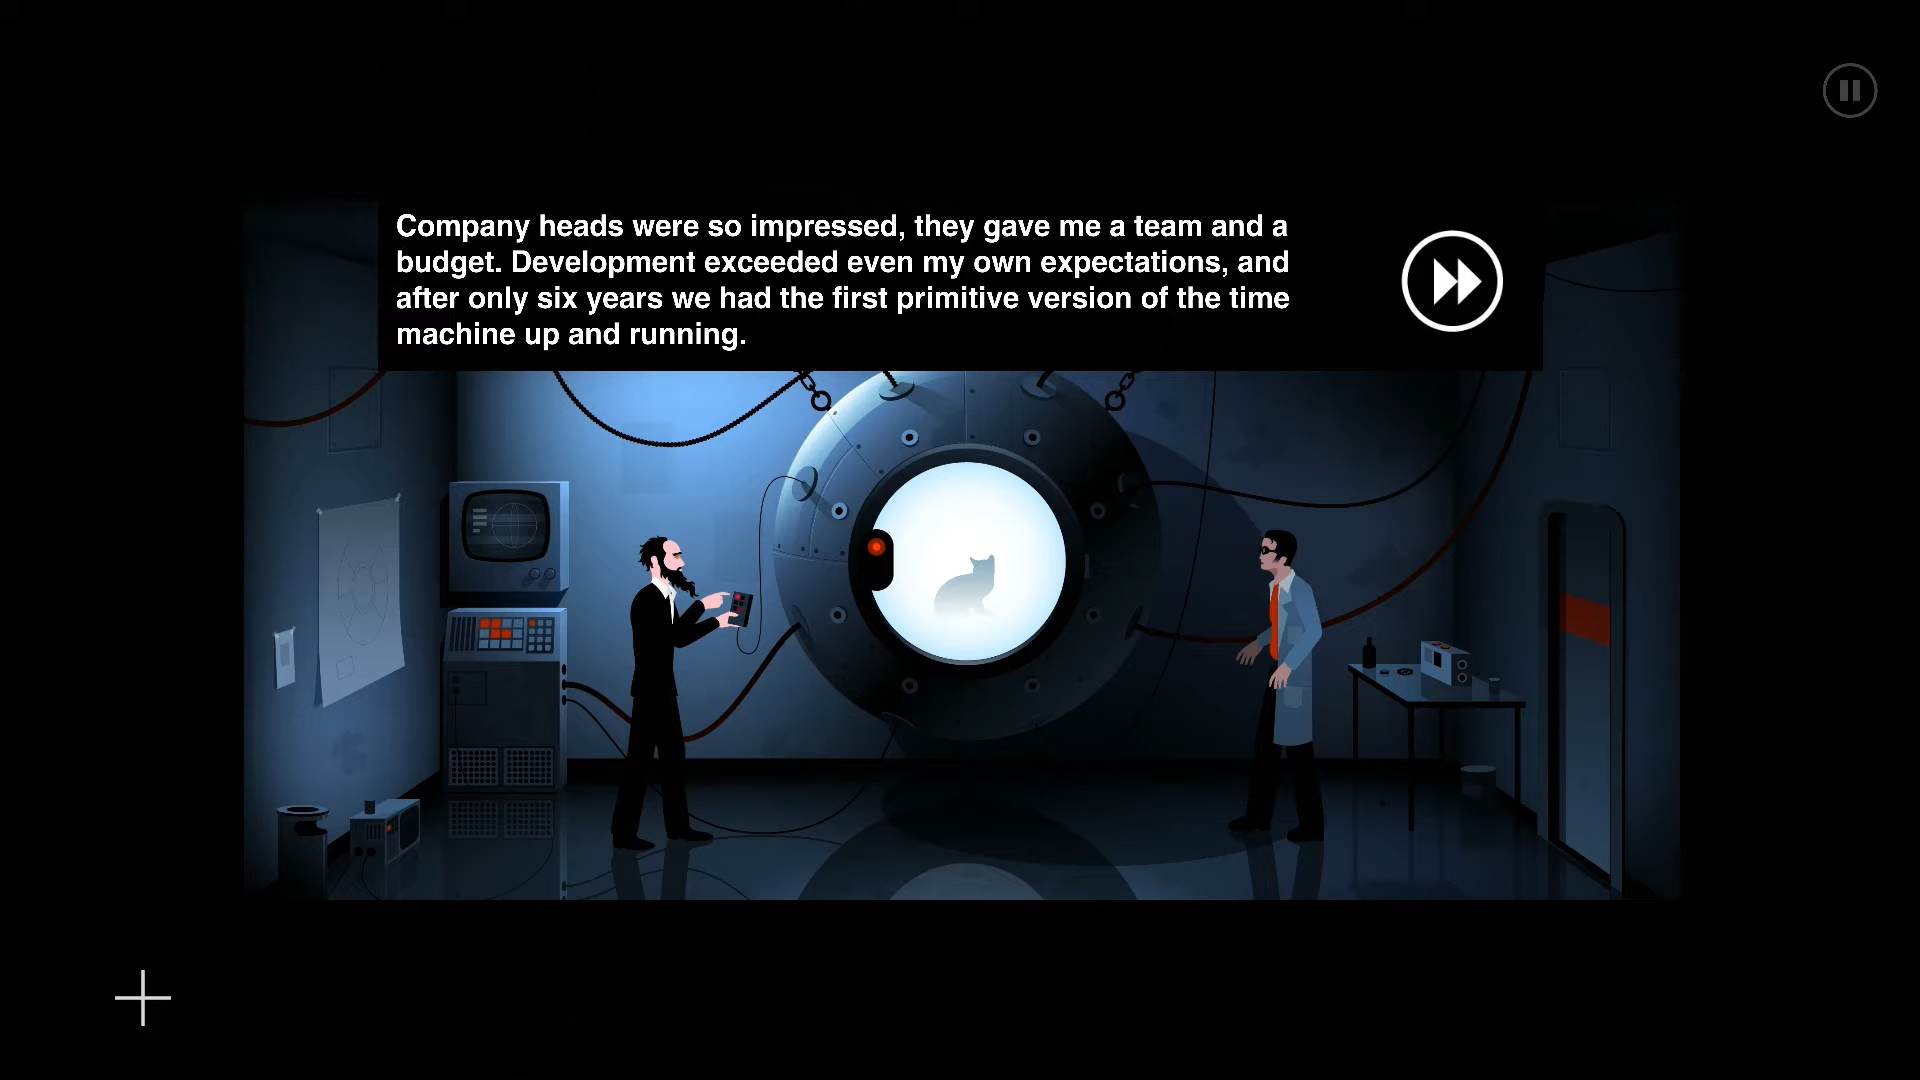 Company heads were so impressed, they gave me a team and a
budget. Development exceeded even my own expectations, and
after only six years we had the first primitive version of the time
machine up and running.